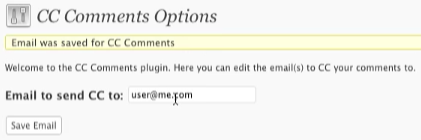 CC Comments Options
Email was saved for CC Comments
Welcome to the CC Comments plugin. Here you can edit the email(s) to CC your comments to.
Email to send CC to: user@me.com
Save Email